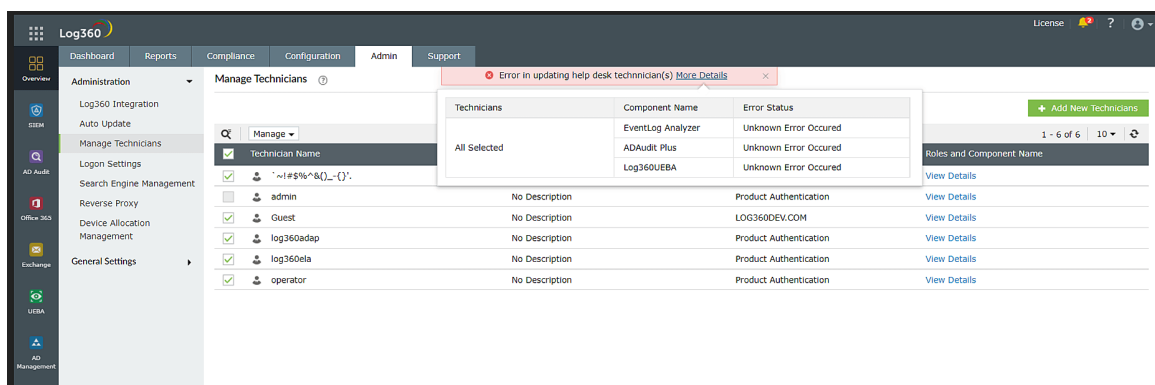 License 2 ?
Log360
Dashboard Reports Compliance Configuration Admin Support
Overview
SIEM
AD Audit
Office 365
Exchange
UEBA
AD
Management
Administration
Log360 Integration
Auto Update
Manage Technicians
Logon Settings
Search Engine Management
Reverse Proxy
Device Allocation
Management
General Settings
Manage Technicians ?
Error in updating help desk technnician(s) More Details ×
Technicians Component Name Error Status
EventLog Analyzer Unknown Error Occured
All Selected ADAudit Plus Unknown Error Occured
Log360UEBA Unknown Error Occured
+ Add New Technicians
Manage 1 - 6 of 6 10
Technician Name Roles and Component Name
`~!#$%^&()_-{}'. View Details
admin No Description Product Authentication View Details
Guest No Description LOG360DEV.COM View Details
log360adap No Description Product Authentication View Details
log360ela No Description Product Authentication View Details
operator No Description Product Authentication View Details